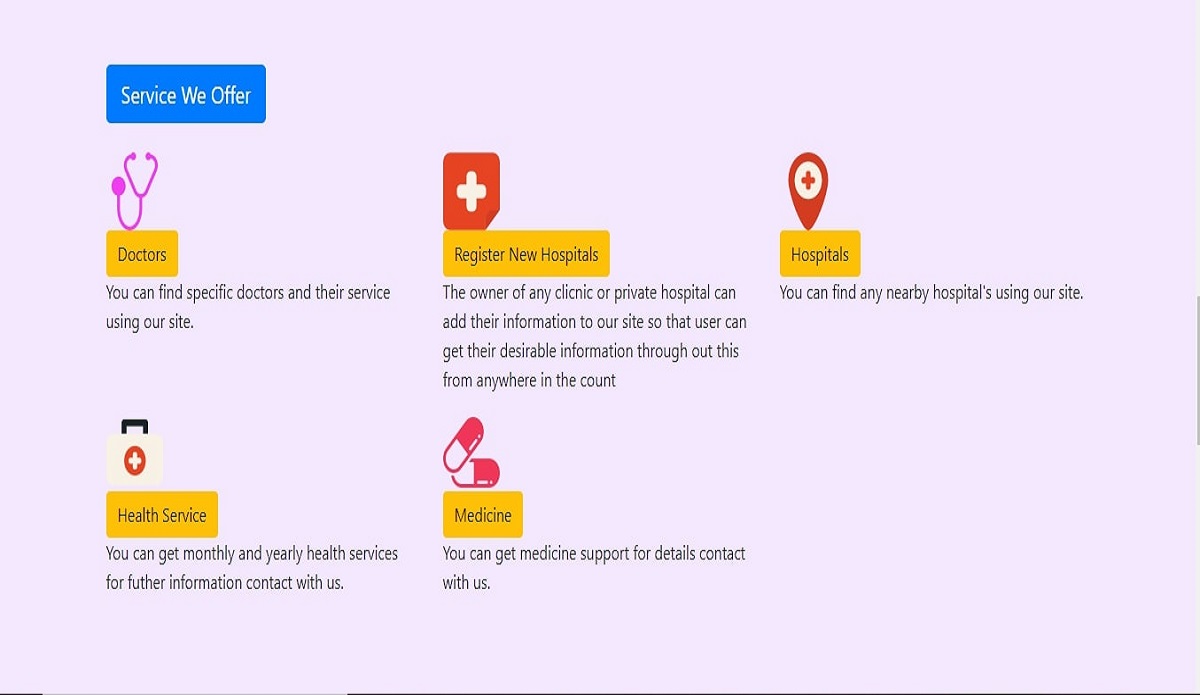 Service We Offer
Doctors
You can find specific doctors and their service
using our site.
Register New Hospitals
The owner of any clicnic or private hospital can
add their information to our site so that user can
get their desirable information through out this
from anywhere in the count
Hospitals
You can find any nearby hospital's using our site.
Health Service
You can get monthly and yearly health services
for futher information contact with us.
Medicine
You can get medicine support for details contact
with us.